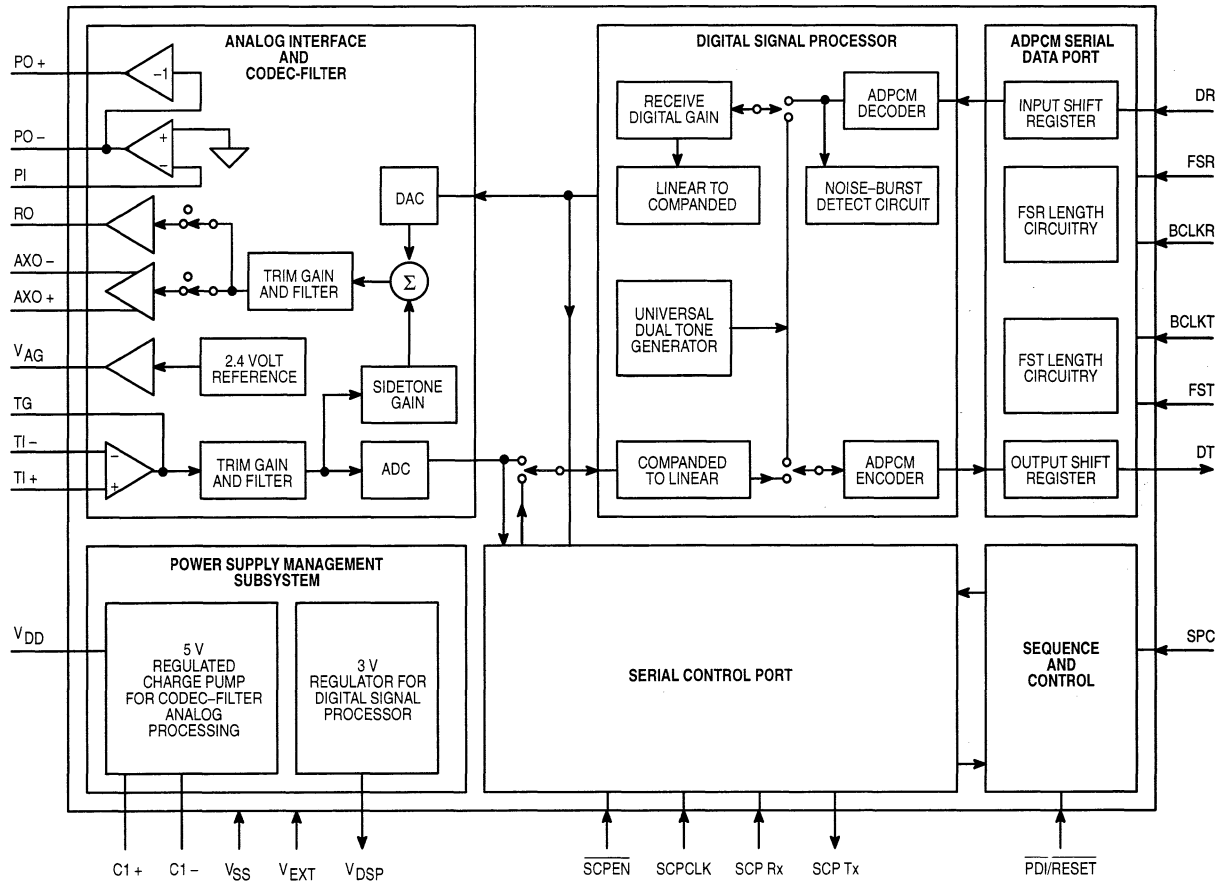 ANALOG INTERFACE
AND
CODEC-FILTER
PO +
–1
PO –
+
–
PI
RO
AXO –
AXO +
VAG
TG
TI –
TI +
–
+
DAC
Σ
TRIM GAIN
AND FILTER
2.4 VOLT
REFERENCE
SIDETONE
GAIN
TRIM GAIN
AND FILTER
ADC
DIGITAL SIGNAL PROCESSOR
RECEIVE
DIGITAL GAIN
ADPCM
DECODER
LINEAR TO
COMPANDED
NOISE–BURST
DETECT CIRCUIT
UNIVERSAL
DUAL TONE
GENERATOR
COMPANDED
TO LINEAR
ADPCM
ENCODER
ADPCM SERIAL
DATA PORT
INPUT SHIFT
REGISTER
FSR LENGTH
CIRCUITRY
FST LENGTH
CIRCUITRY
OUTPUT SHIFT
REGISTER
DR
FSR
BCLKR
BCLKT
FST
DT
POWER SUPPLY MANAGEMENT
SUBSYSTEM
VDD
5 V
REGULATED
CHARGE PUMP
FOR CODEC–FILTER
ANALOG
PROCESSING
3 V
REGULATOR FOR
DIGITAL SIGNAL
PROCESSOR
SERIAL CONTROL PORT
SEQUENCE
AND
CONTROL
SPC
C1 +
C1 –
VSS
VEXT
VDSP
SCPEN
SCPCLK
SCP Rx
SCP Tx
PDI/RESET